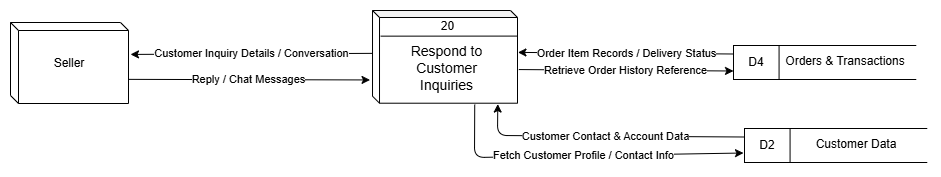 20
Respond to
Customer
Inquiries
Seller
Customer Inquiry Details / Conversation
Reply / Chat Messages
Order Item Records / Delivery Status
Retrieve Order History Reference
D4
Orders & Transactions
Customer Contact & Account Data
Fetch Customer Profile / Contact Info
D2
Customer Data